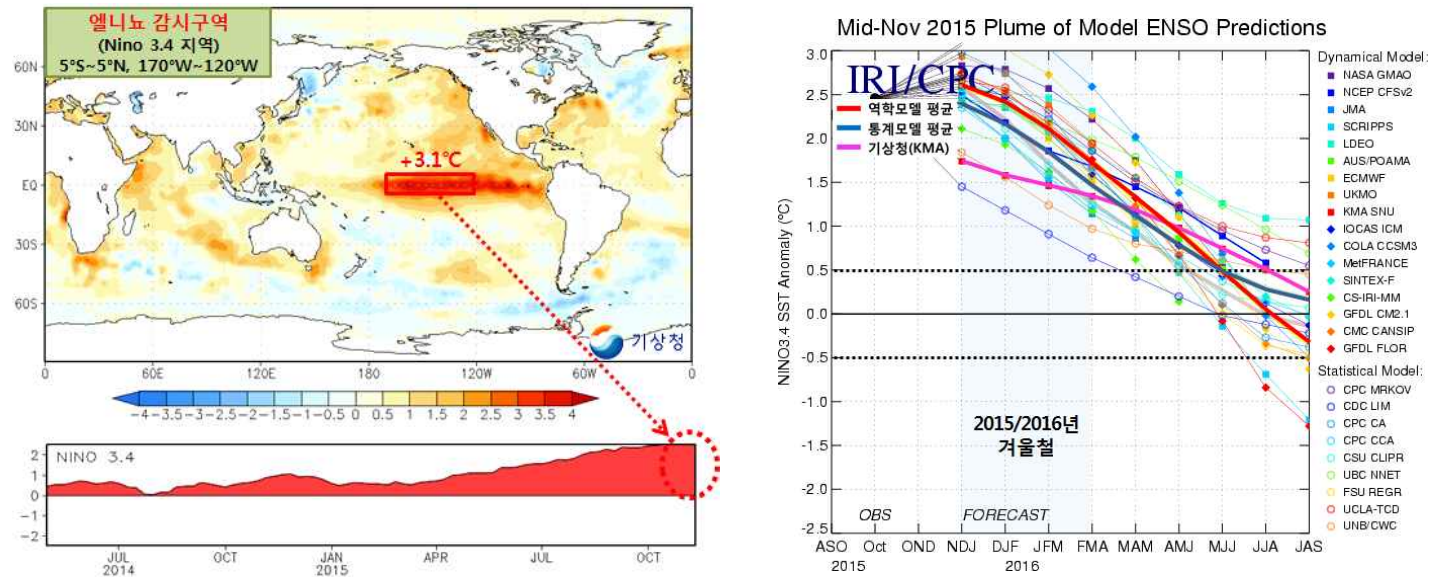 엘니뇨 감시구역
(Nino 3.4 지역)
5°S~5°N, 170°W~120°W
60N
30N
EQ
30S
60S
+3.1℃
기상청
0
60E
120E
180
120W
60W
0
-4 -3.5 -3 -2.5 -2 -1.5 -1 -0.5 0 0.5 1 1.5 2 2.5 3 3.5 4
NINO 3.4
2
1
0
-1
-2
JUL
2014
OCT
JAN
2015
APR
JUL
OCT
Mid-Nov 2015 Plume of Model ENSO Predictions
IRI/CPC
역학모델 평균
통계모델 평균
기상청(KMA)
NINO3.4 SST Anomaly (°C)
3.0
2.5
2.0
1.5
1.0
0.5
0.0
-0.5
-1.0
-1.5
-2.0
-2.5
2015/2016년
겨울철
OBS
FORECAST
ASO Oct OND NDJ DJF JFM FMA MAM AMJ MJJ JJA JAS
2015
2016
Dynamical Model:
NASA GMAO
NCEP CFSv2
JMA
SCRIPPS
LDEO
AUS/POAMA
ECMWF
UKMO
KMA SNU
IOCAS ICM
COLA CCSM3
MetFRANCE
SINTEX-F
CS-IRI-MM
GFDL CM2.1
CMC CANSIP
GFDL FLOR
Statistical Model:
CPC MRKOV
CDC LIM
CPC CA
CPC CCA
CSU CLIPR
UBC NNET
FSU REGR
UCLA-TCD
UNB/CWC